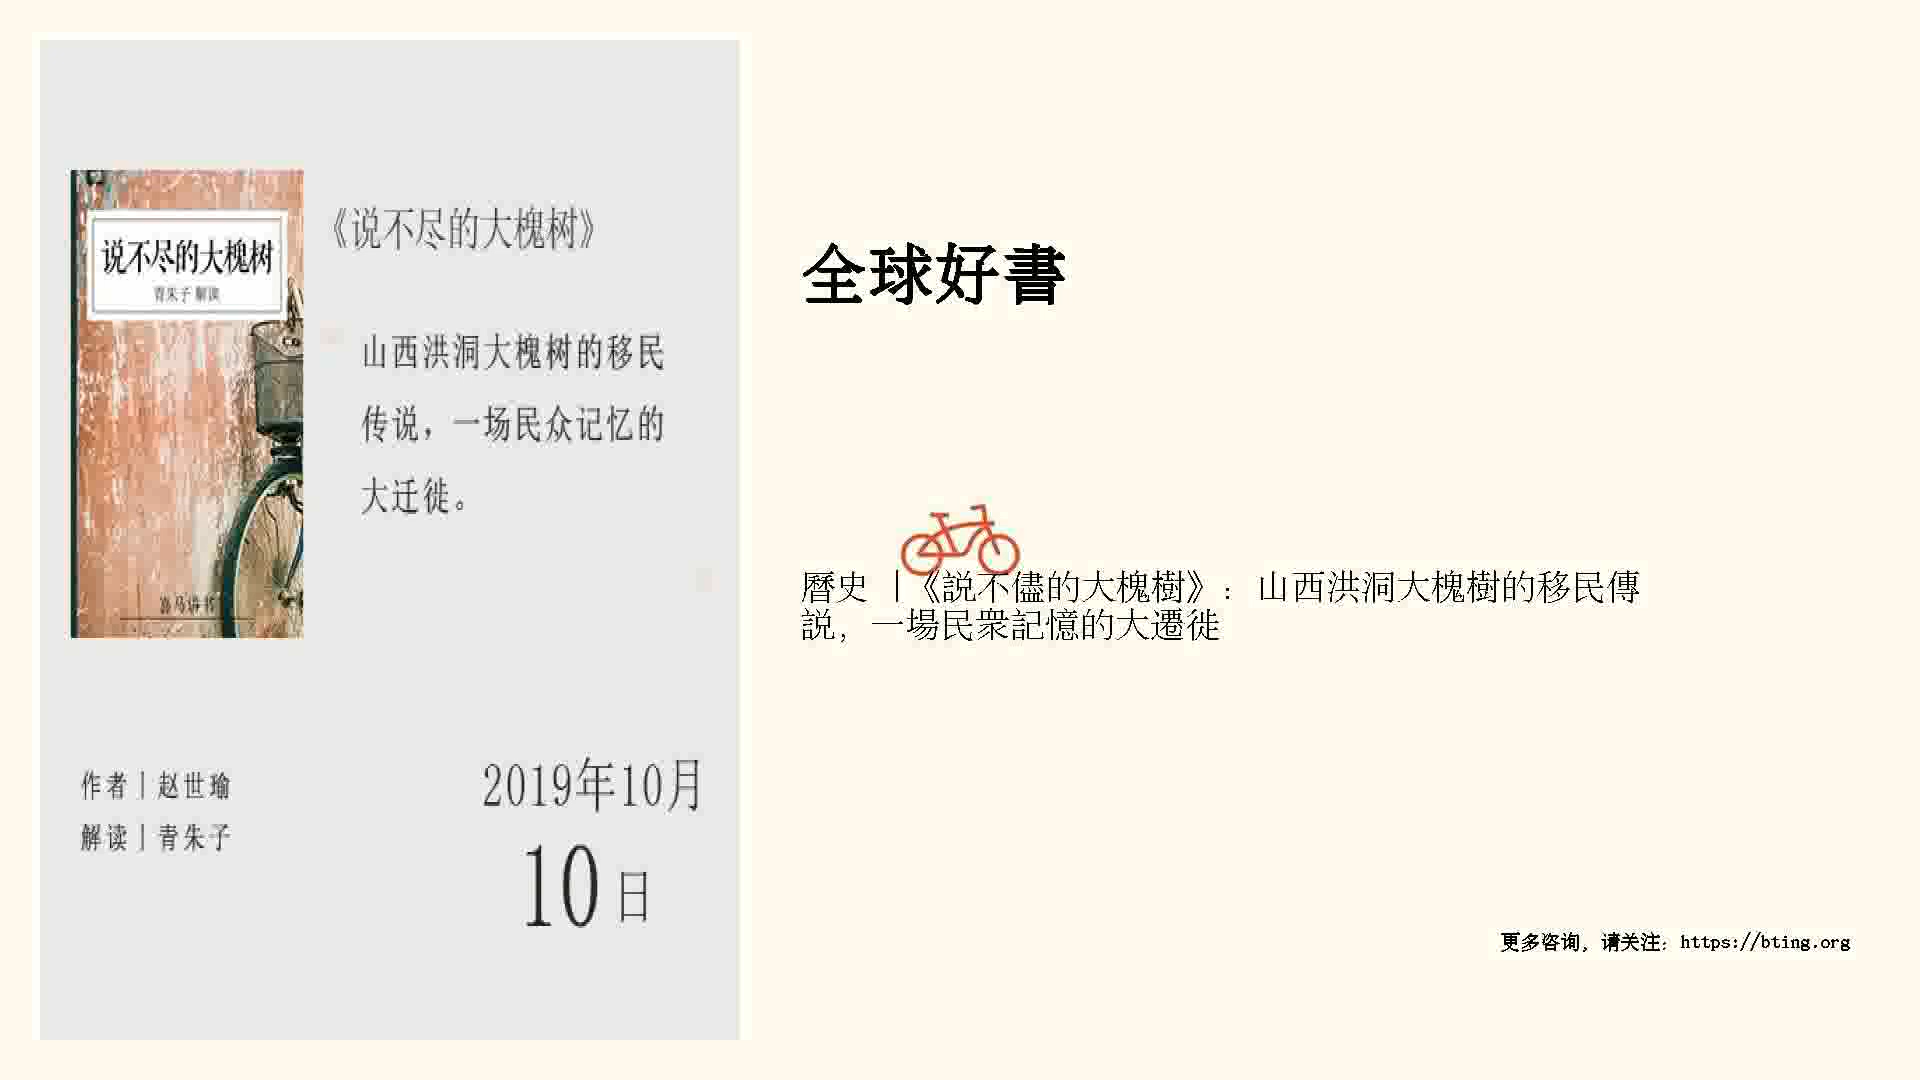 说不尽的大槐树
青朱子 解读
喜马讲书
《说不尽的大槐树》
山西洪洞大槐树的移民
传说，一场民众记忆的
大迁徙。
作者丨赵世瑜
解读丨青朱子
2019年10月
10日
全球好書
曆史 |《説不儘的大槐樹》：山西洪洞大槐樹的移民傳
説，一場民衆記憶的大遷徙
更多咨询，请关注：https://bting.org